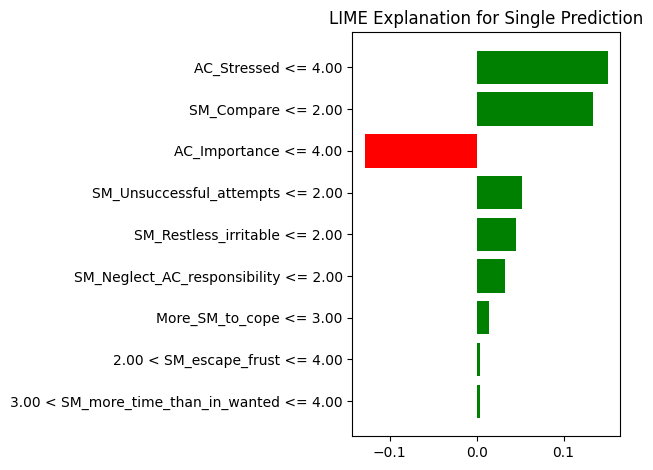 LIME Explanation for Single Prediction
AC_Stressed <= 4.00
SM_Compare <= 2.00
AC_Importance <= 4.00
SM_Unsuccessful_attempts <= 2.00
SM_Restless_irritable <= 2.00
SM_Neglect_AC_responsibility <= 2.00
More_SM_to_cope <= 3.00
2.00 < SM_escape_frust <= 4.00
3.00 < SM_more_time_than_in_wanted <= 4.00
−0.1 0.0 0.1